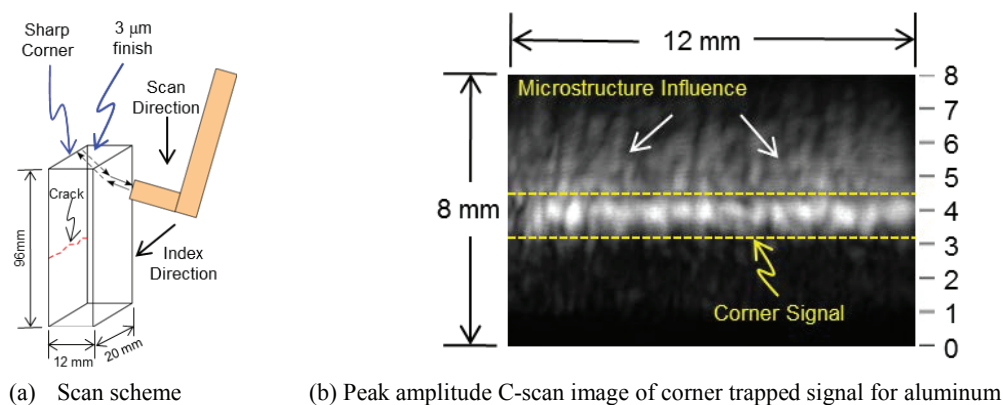 Sharp
Corner
3 μm
finish
Scan
Direction
Crack
96mm
Index
Direction
12 mm
20 mm
(a) Scan scheme
12 mm
8 mm
Microstructure Influence
Corner Signal
8
7
6
5
4
3
2
1
0
(b) Peak amplitude C-scan image of corner trapped signal for aluminum